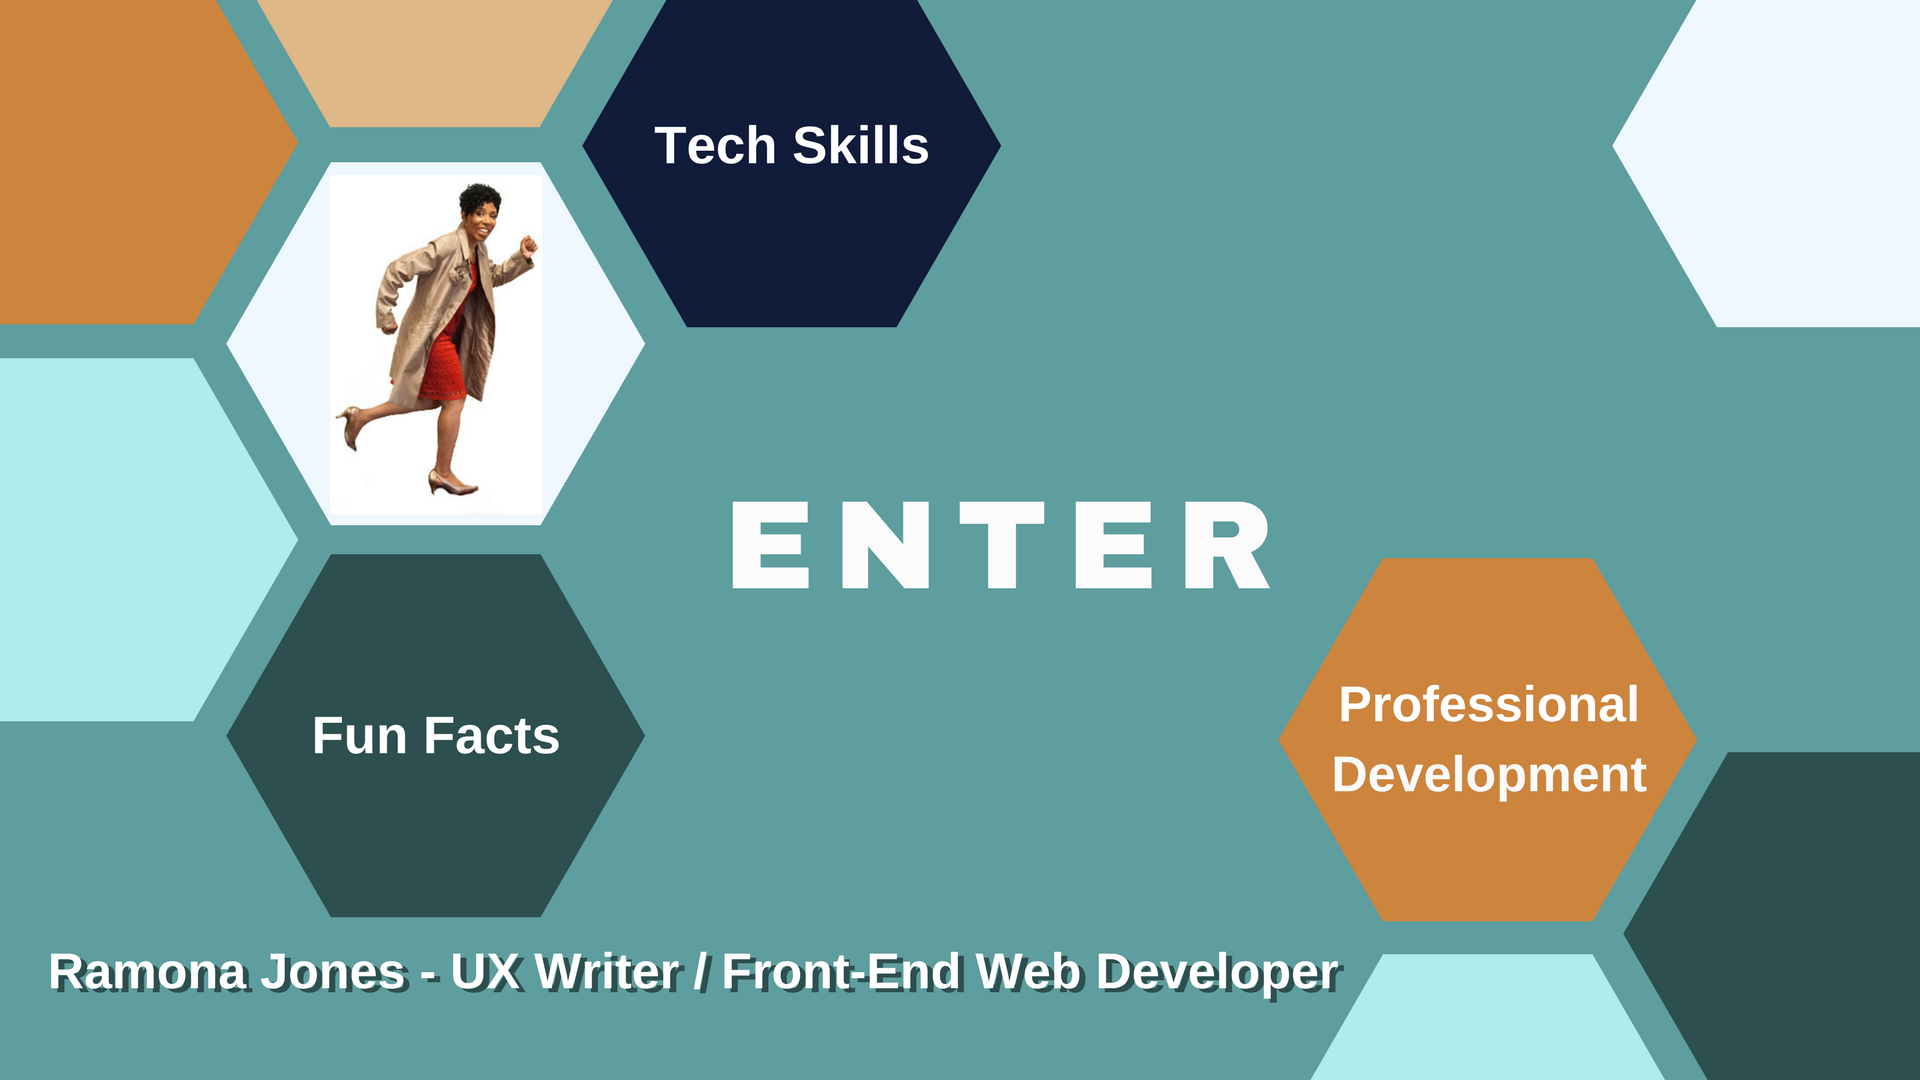 Tech Skills
ENTER
Fun Facts
Professional
Development
Ramona Jones - UX Writer / Front-End Web Developer